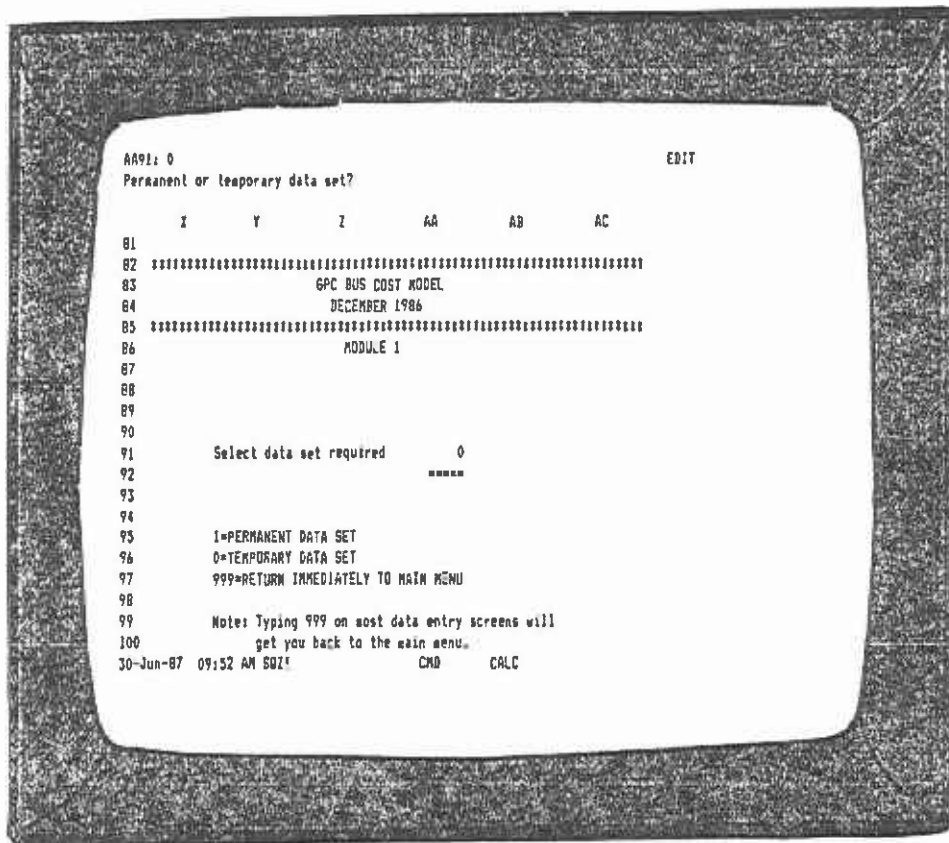 AA91: 0 EDIT
Permanent or temporary data set?
X Y Z AA AB AC
81
82 **********************************************************************
83 GPC BUS COST MODEL
84 DECEMBER 1986
85 **********************************************************************
86 MODULE 1
87
88
89
90
91 Select data set required 0
92 =====
93
94
95 1=PERMANENT DATA SET
96 0=TEMPORARY DATA SET
97 999=RETURN IMMEDIATELY TO MAIN MENU
98
99 Note: Typing 999 on most data entry screens will
100 get you back to the main menu.
30-Jun-87 09:52 AM SQZ! CMD CALC